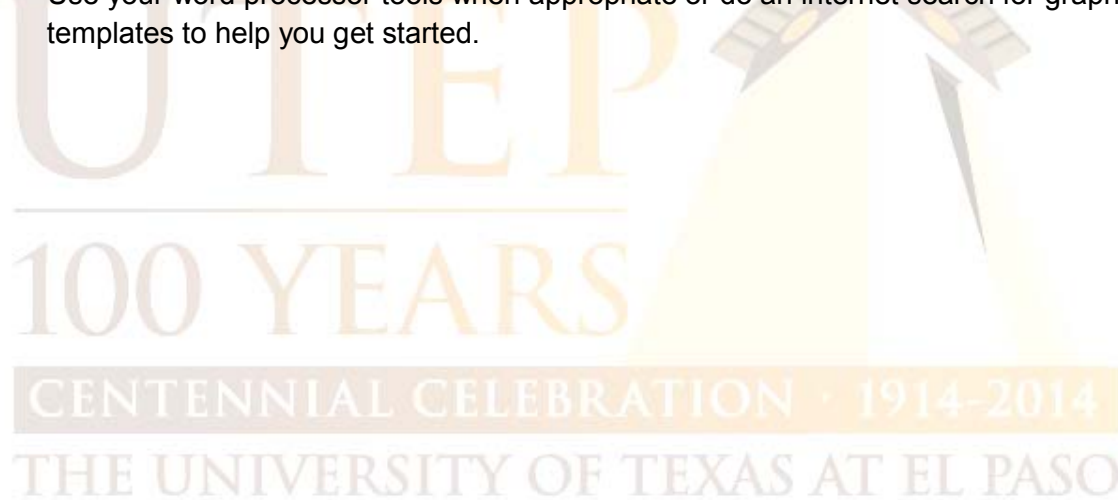 Use your word processor tools when appropriate or do an internet search for graph
templates to help you get started.
UTEP
100 YEARS
CENTENNIAL CELEBRATION · 1914-2014
THE UNIVERSITY OF TEXAS AT EL PASO